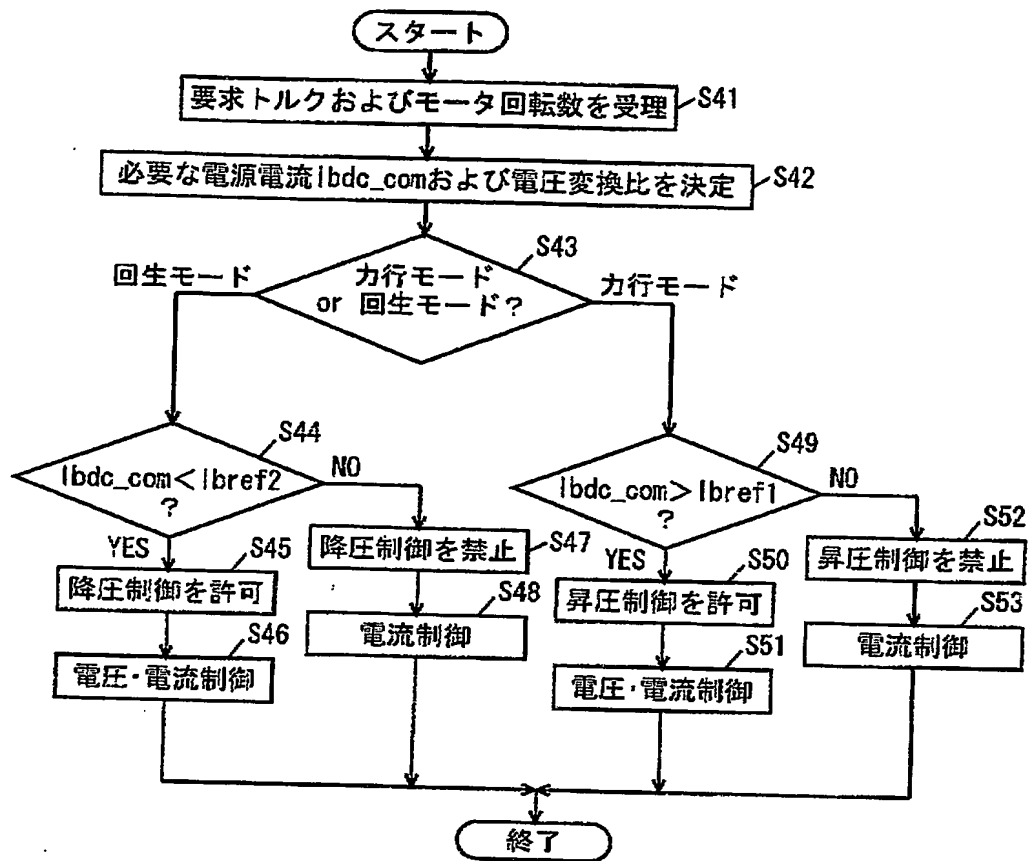 スタート
要求トルクおよびモータ回転数を受理
S41
必要な電源電流Ibdc_comおよび電圧変換比を決定
S42
S43
回生モード
力行モード
or 回生モード?
力行モード
S44
Ibdc_com<Ibref2
?
NO
YES
S49
Ibdc_com>Ibref1
?
NO
YES
S45
降圧制御を許可
降圧制御を禁止
S47
S50
昇圧制御を許可
S52
昇圧制御を禁止
S46
電圧・電流制御
S48
電流制御
S51
電圧・電流制御
S53
電流制御
終了